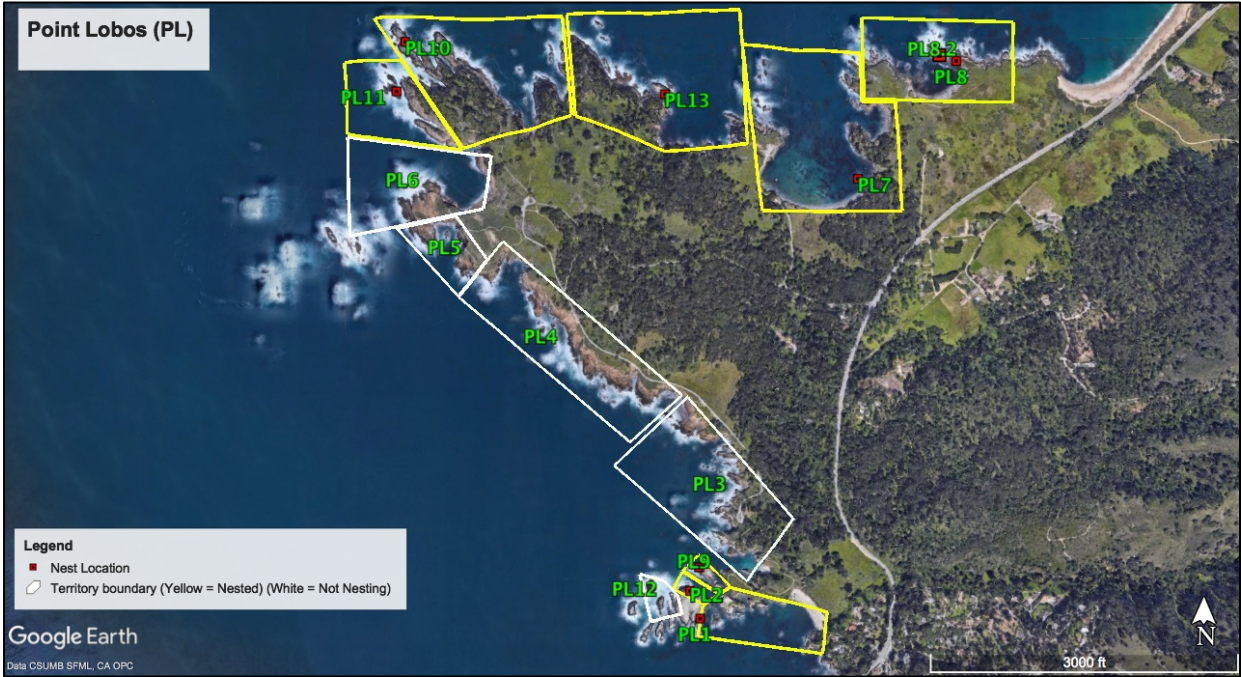 Point Lobos (PL)
PL10
PL8.2
PL8
PL11
PL13
PL6
PL7
PL5
PL4
PL3
PL9
PL12
PL2
PL1
Legend
Nest Location
Territory boundary (Yellow = Nested) (White = Not Nesting)
Google Earth
Data CSUMB SFML, CA OPC
N
3000 ft